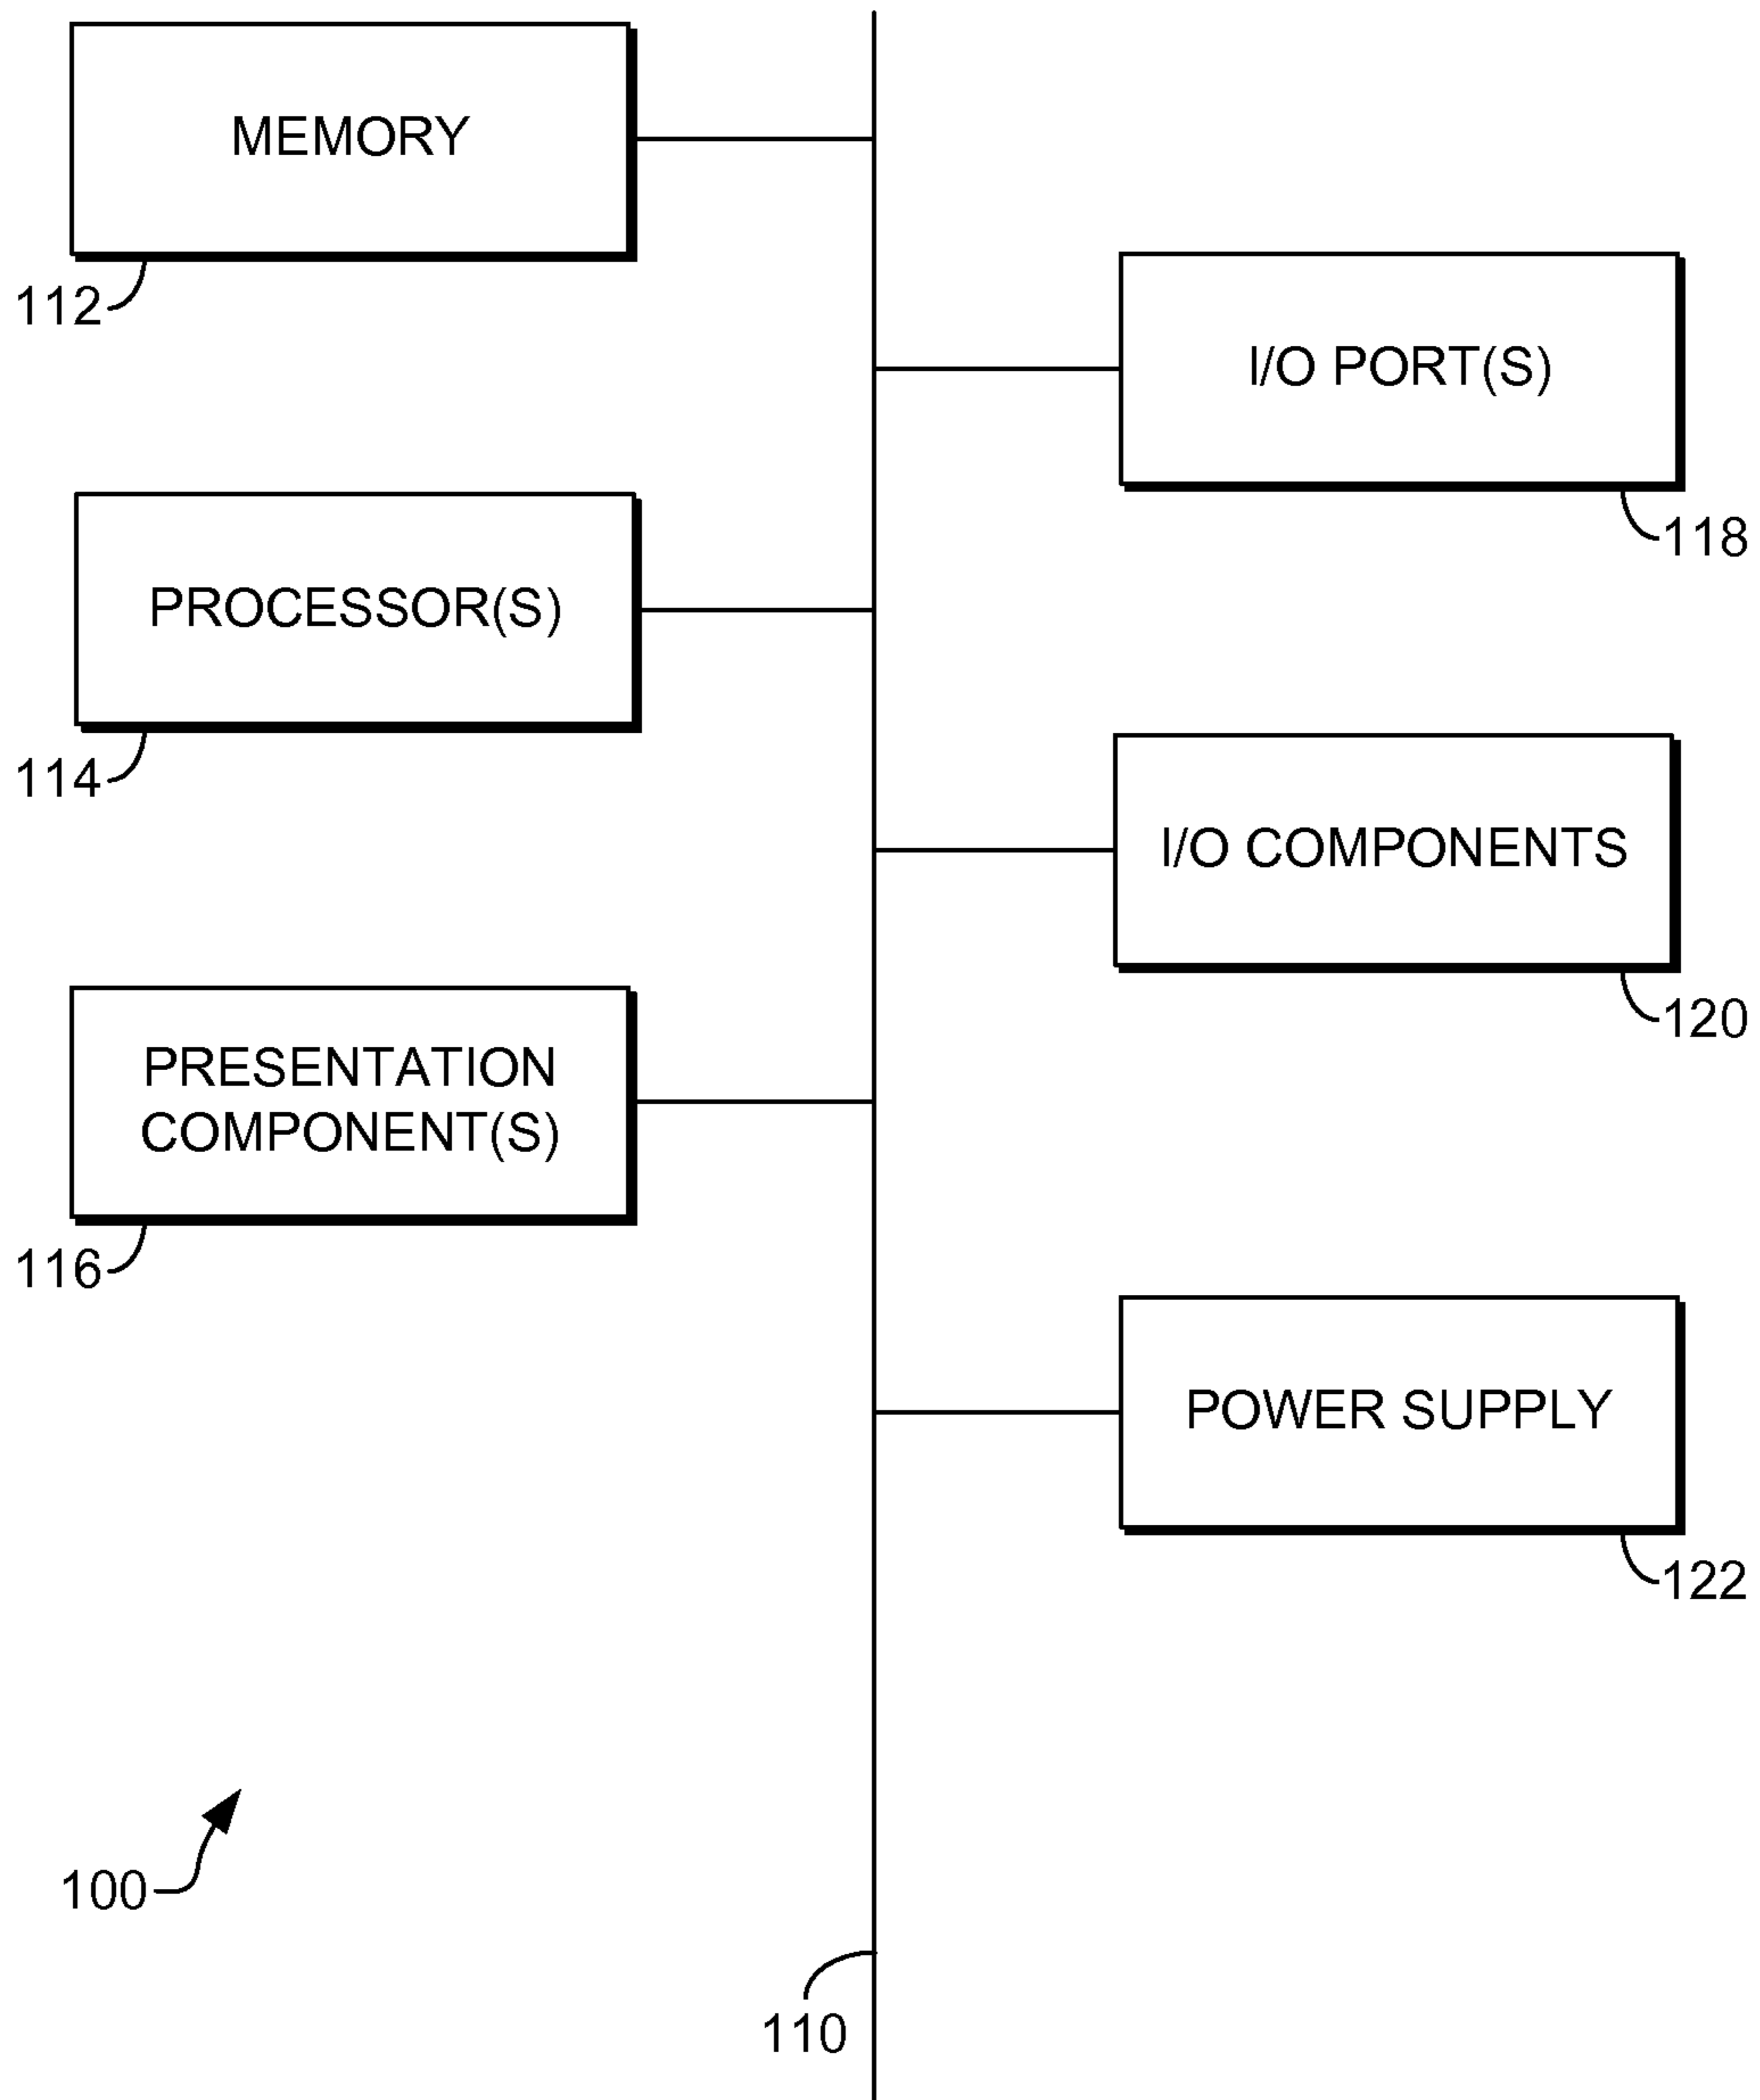 MEMORY
112
I/O PORT(S)
118
PROCESSOR(S)
114
I/O COMPONENTS
120
PRESENTATION
COMPONENT(S)
116
POWER SUPPLY
122
100
110